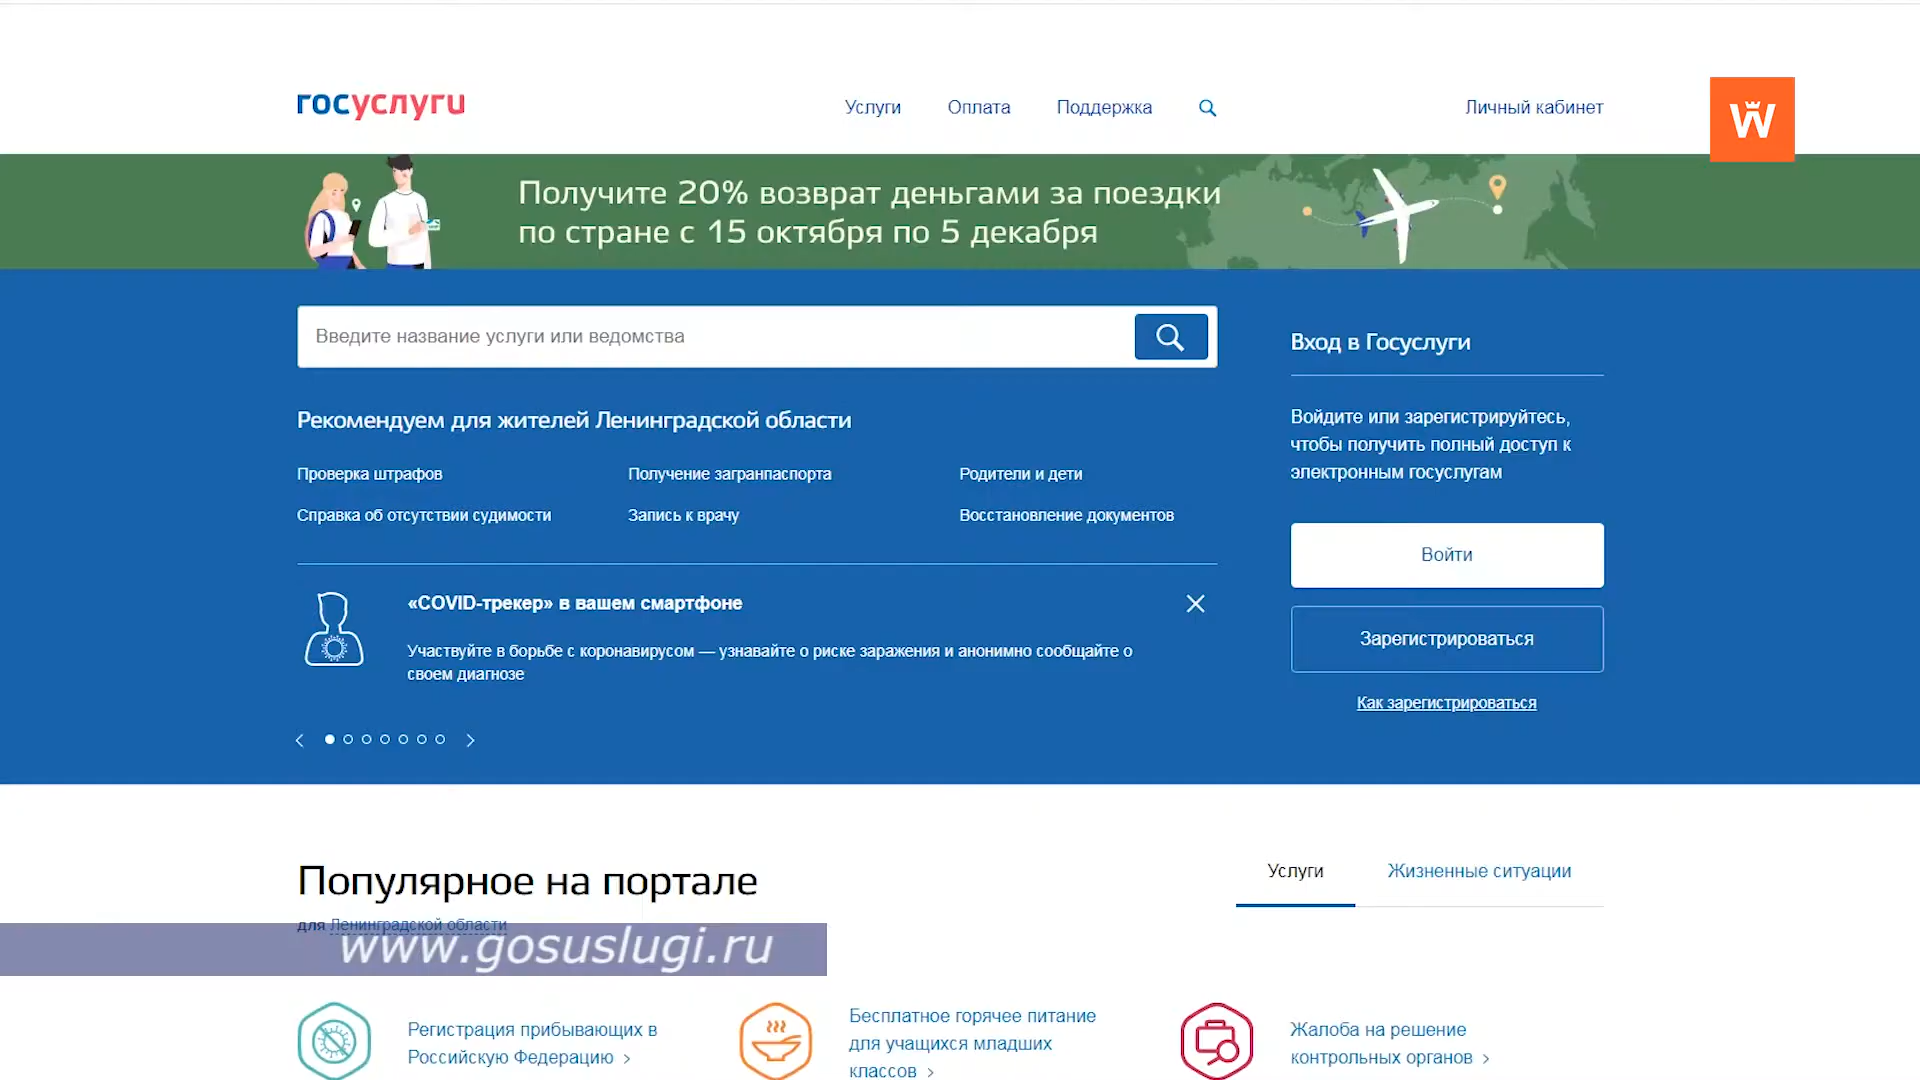 госуслуги
Услуги
Оплата
Поддержка
Личный кабинет
W
Получите 20% возврат деньгами за поездки
по стране с 15 октября по 5 декабря
Введите название услуги или ведомства
Рекомендуем для жителей Ленинградской области
Проверка штрафов
Получение загранпаспорта
Родители и дети
Справка об отсутствии судимости
Запись к врачу
Восстановление документов
«COVID-трекер» в вашем смартфоне
Участвуйте в борьбе с коронавирусом — узнавайте о риске заражения и анонимно сообщайте о
своем диагнозе
Вход в Госуслуги
Войдите или зарегистрируйтесь,
чтобы получить полный доступ к
электронным госуслугам
Войти
Зарегистрироваться
Как зарегистрироваться
Популярное на портале
для Ленинградской области
Услуги
Жизненные ситуации
www.gosuslugi.ru
Регистрация прибывающих в
Российскую Федерацию
Бесплатное горячее питание
для учащихся младших
классов
Жалоба на решение
контрольных органов